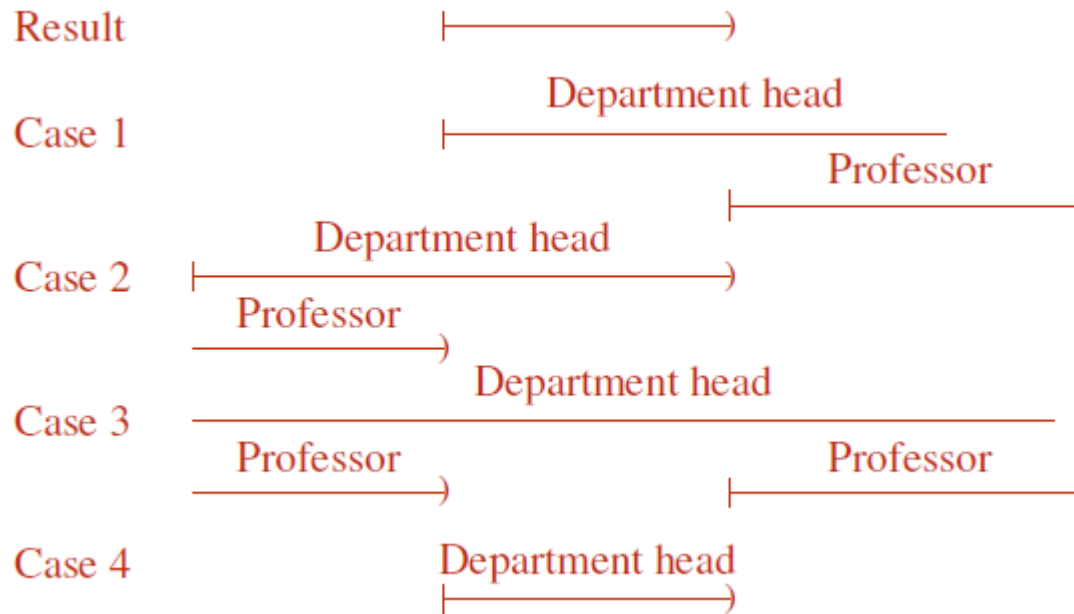 Result
Department head
Case 1
Professor
Department head
Case 2
Professor
Department head
Case 3
Professor Professor
Case 4 Department head